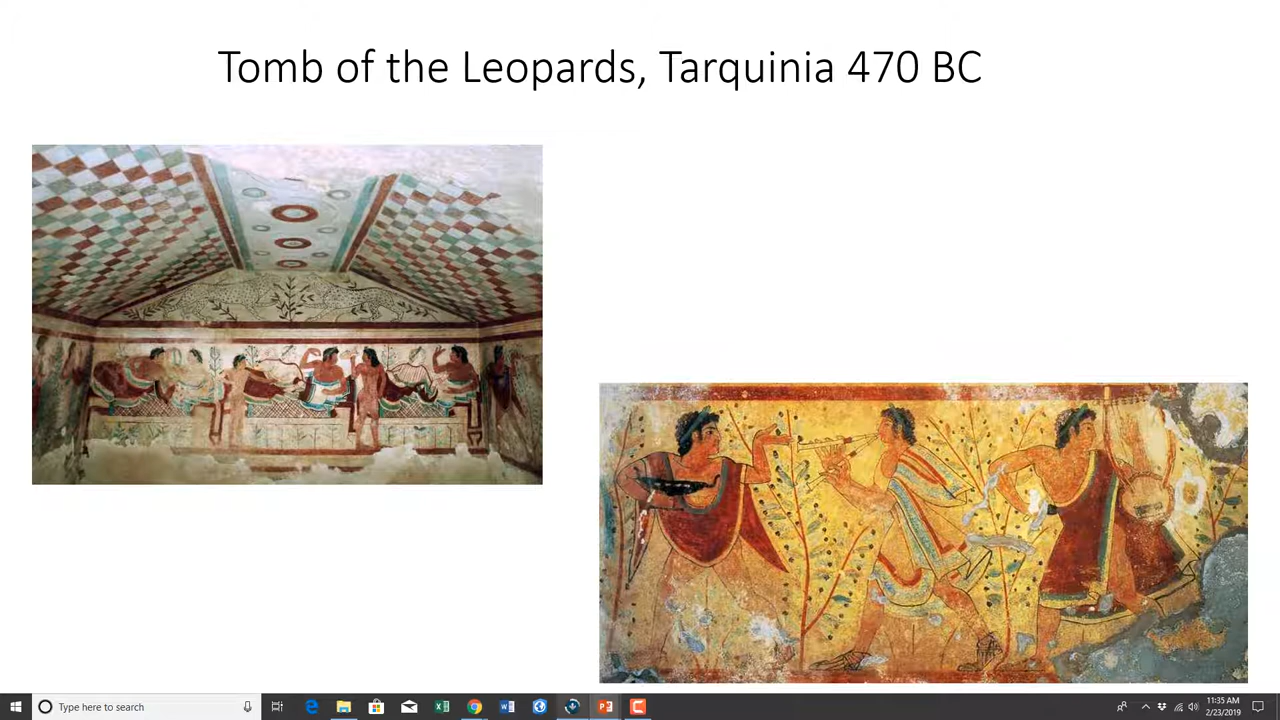 Tomb of the Leopards, Tarquinia 470 BC
Type here to search
11:35 AM
2/23/2019